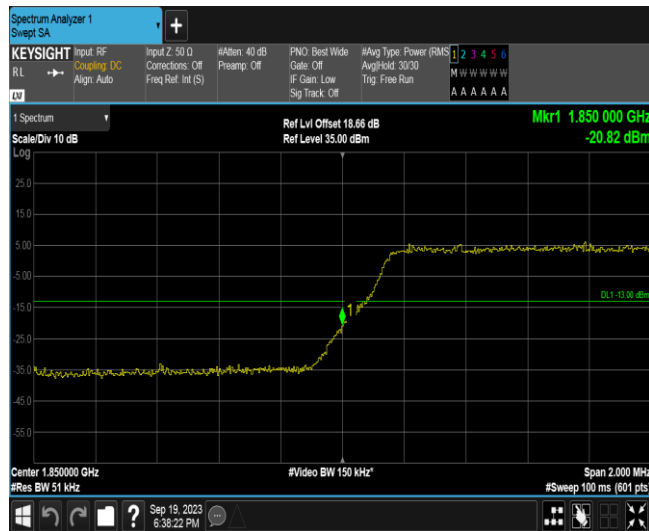 Spectrum Analyzer 1
Swept SA
KEYSIGHT
RL
LXI
Input: RF
Coupling: DC
Align: Auto
Input Z: 50 Ω
Corrections: Off
Freq Ref: Int (S)
#Atten: 40 dB
Preamp: Off
PNO: Best Wide
Gate: Off
IF Gain: Low
Sig Track: Off
#Avg Type: Power (RMS
Avg|Hold: 30/30
Trig: Free Run
1 2 3 4 5 6
M W W W W W
A A A A A A
1 Spectrum
Scale/Div 10 dB
Ref Lvl Offset 18.66 dB
Ref Level 35.00 dBm
Mkr1 1.850 000 GHz
-20.82 dBm
Log
25.0
15.0
5.00
-5.00
-15.0
-25.0
-35.0
-45.0
-55.0
DL1 -13.00 dBm
1
Center 1.850000 GHz
#Res BW 51 kHz
#Video BW 150 kHz*
Span 2.000 MHz
#Sweep 100 ms (601 pts)
?
Sep 19, 2023
6:38:22 PM